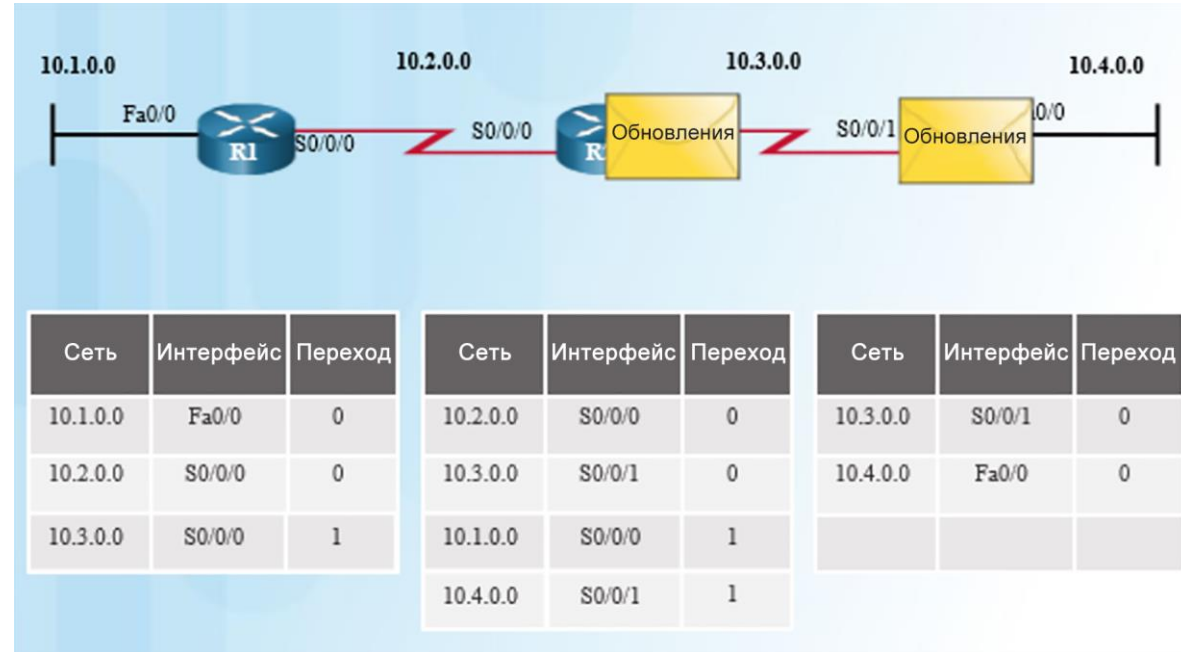 10.1.0.0 10.2.0.0 10.3.0.0 10.4.0.0
Fa0/0 S0/0/0 S0/0/0 S0/0/1 0/0
R1 Обновления Обновления
Сеть Интерфейс Переход
10.1.0.0 Fa0/0 0
10.2.0.0 S0/0/0 0
10.3.0.0 S0/0/0 1
Сеть Интерфейс Переход
10.2.0.0 S0/0/0 0
10.3.0.0 S0/0/1 0
10.1.0.0 S0/0/0 1
10.4.0.0 S0/0/1 1
Сеть Интерфейс Переход
10.3.0.0 S0/0/1 0
10.4.0.0 Fa0/0 0